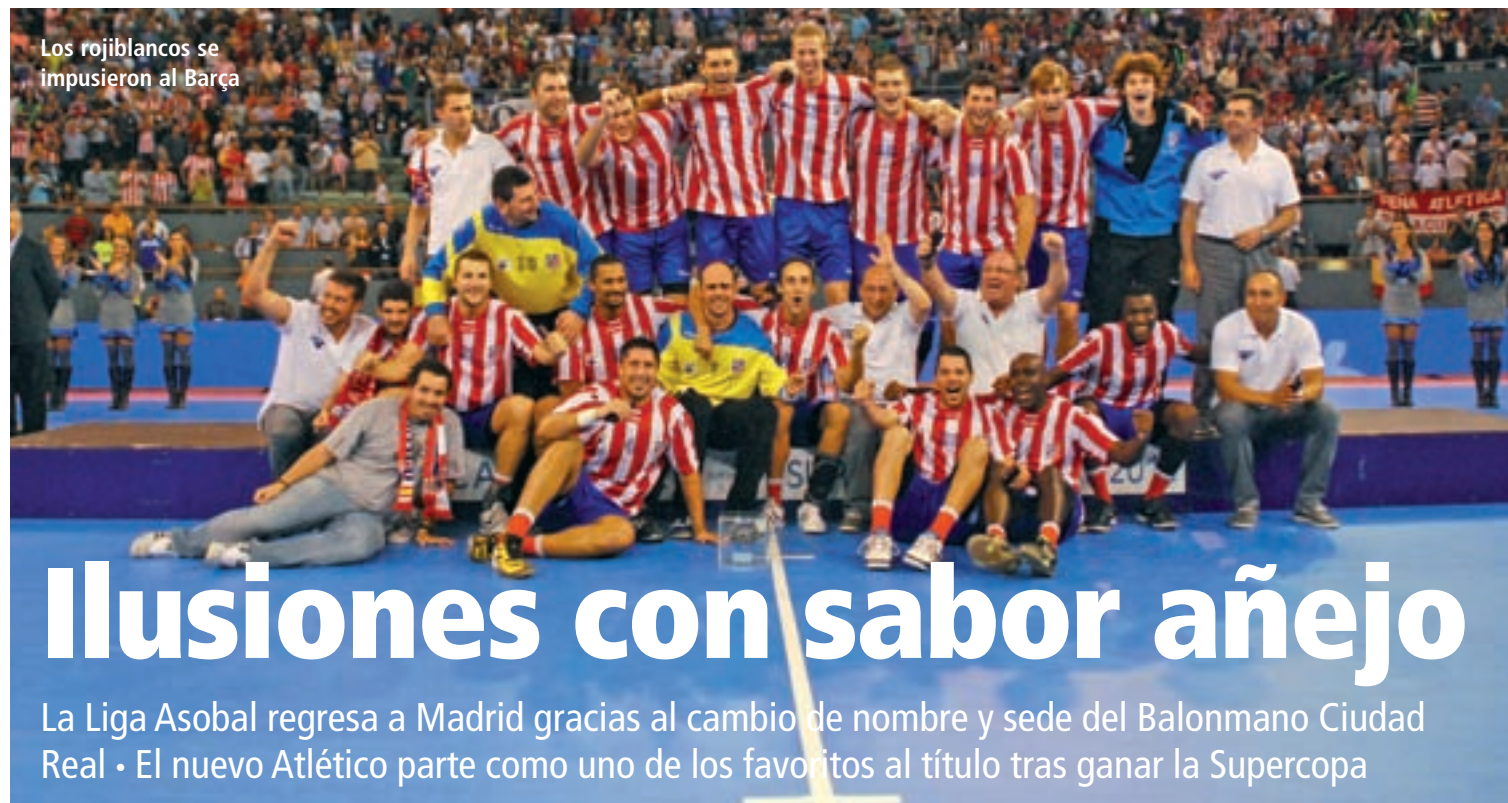 Los rojiblancos se
impusieron al Barça
PEÑA ATLETICA
Ilusiones con sabor añejo
La Liga Asobal regresa a Madrid gracias al cambio de nombre y sede del Balonmano Ciudad
Real • El nuevo Atlético parte como uno de los favoritos al título tras ganar la Supercopa